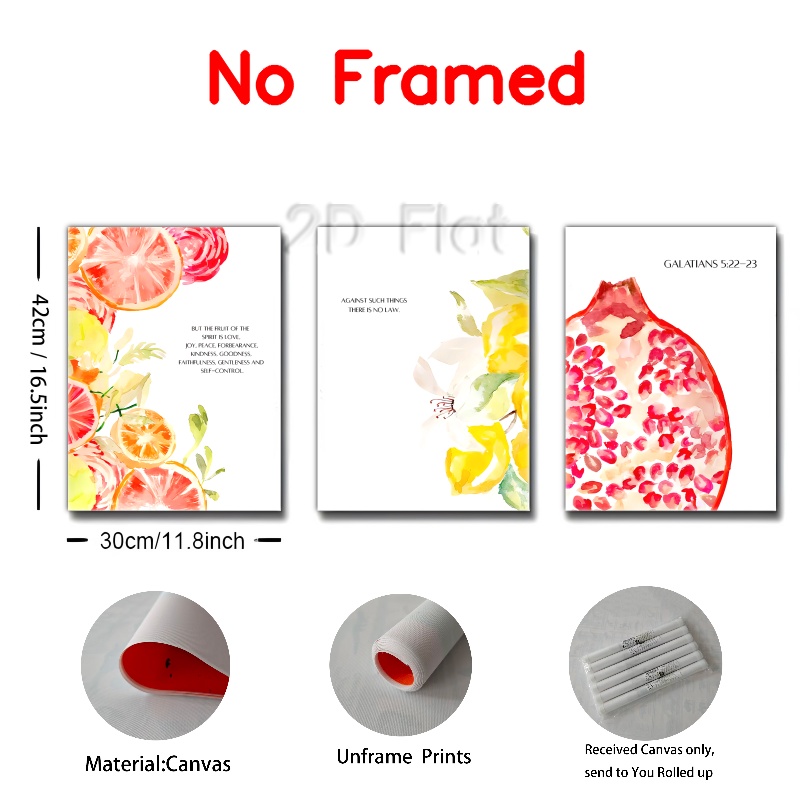 No Framed
2D Flat
42cm / 16.5inch
BUT THE FRUIT OF THE
SPIRIT IS LOVE,
JOY, PEACE, FORBEARANCE,
KINDNESS, GOODNESS,
FAITHFULNESS, GENTLENESS AND
SELF-CONTROL.
AGAINST SUCH THINGS
THERE IS NO LAW.
GALATIANS 5:22-23
30cm/11.8inch
Material:Canvas
Unframe Prints
Received Canvas only,
send to You Rolled up